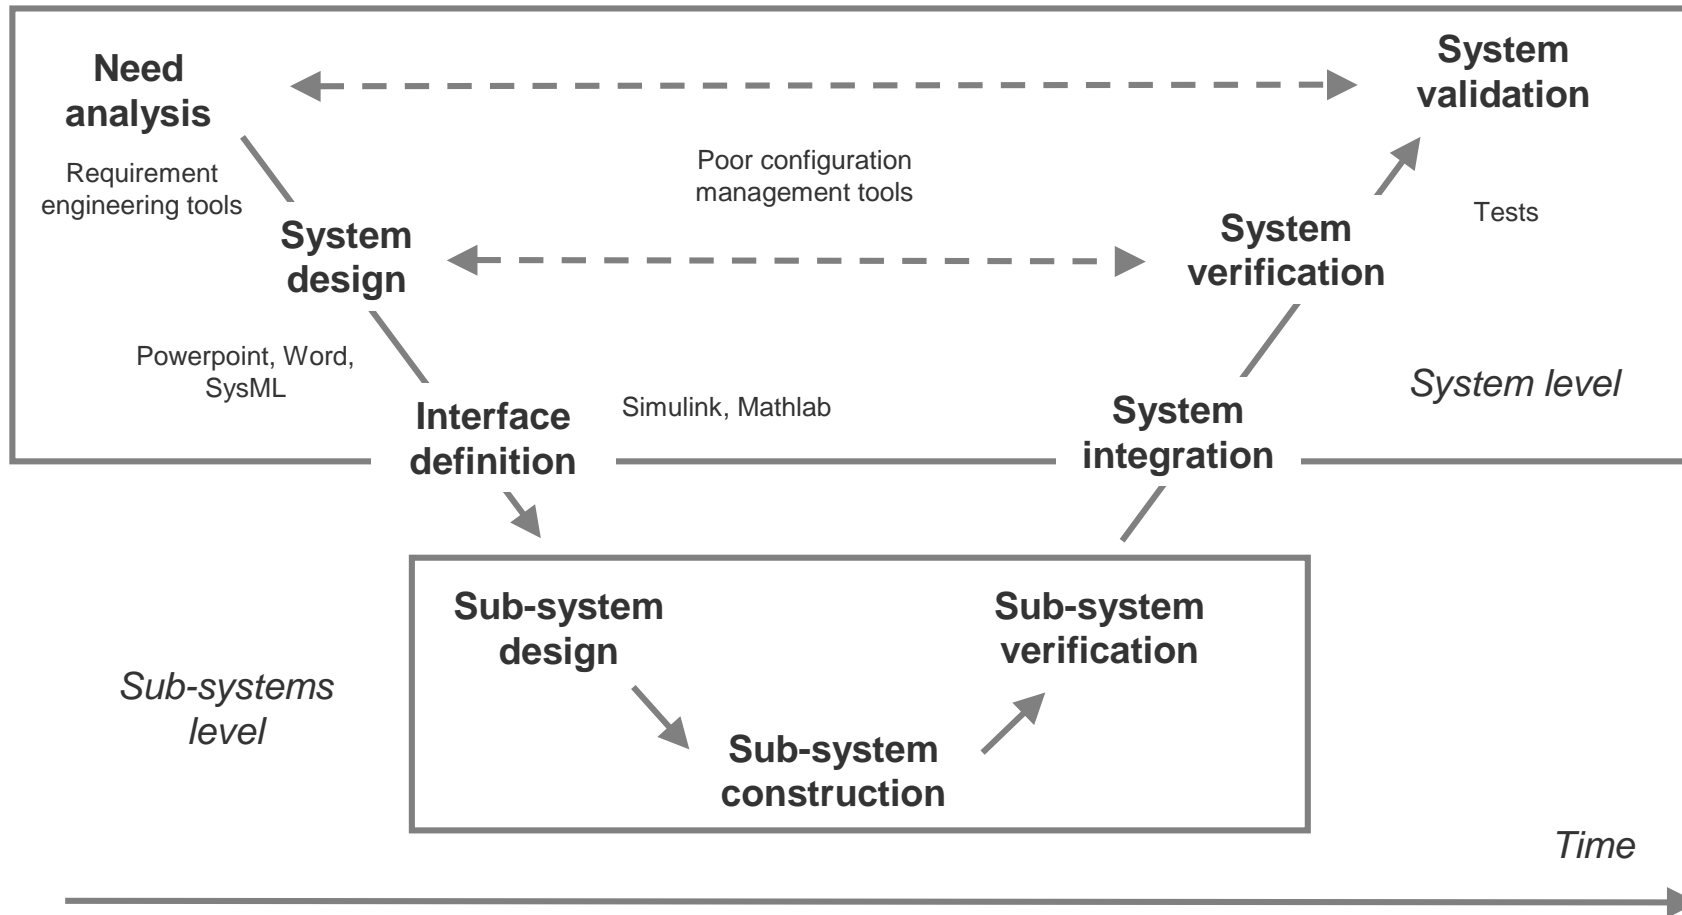 Need
analysis
System
validation
Requirement
engineering tools
Poor configuration
management tools
Tests
System
design
System
verification
Powerpoint, Word,
SysML
System level
Interface
definition
Simulink, Mathlab
System
integration
Sub-system
design
Sub-system
verification
Sub-systems
level
Sub-system
construction
Time